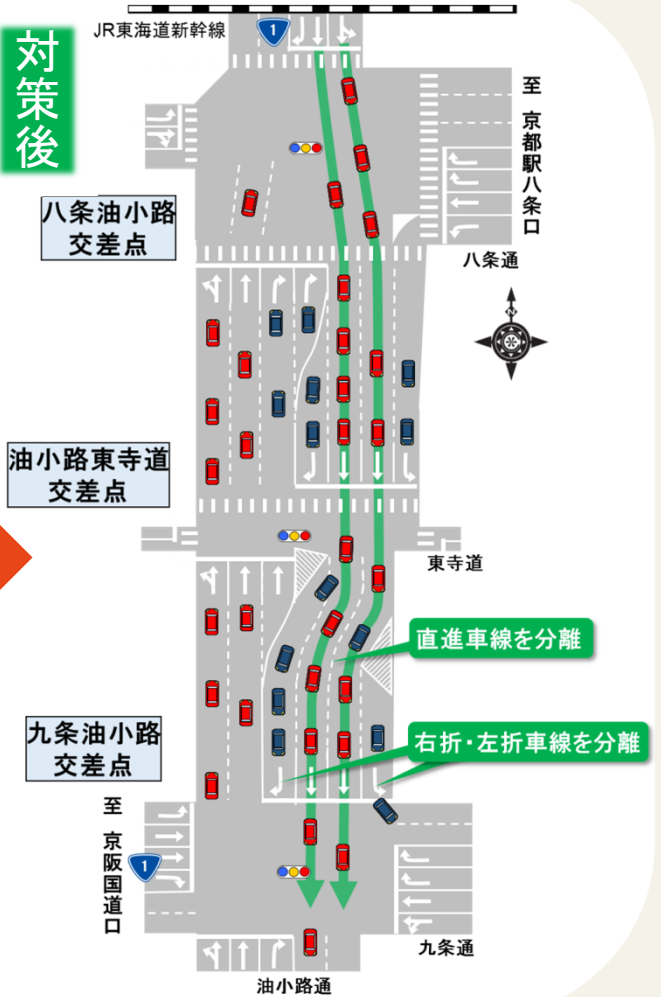 JR東海道新幹線
1
対策後
至 京都駅八条口
八条油小路
交差点
八条通
N
油小路東寺道
交差点
東寺道
直進車線を分離
九条油小路
交差点
右折・左折車線を分離
至 京阪国道口
1
九条通
油小路通